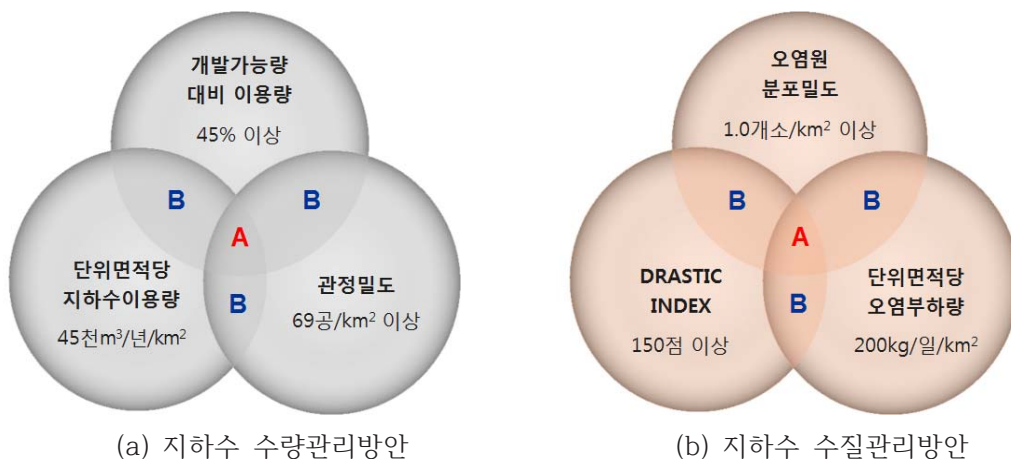 개발가능량
대비 이용량
45% 이상
B
B
A
단위면적당
지하수이용량
45천m³/년/km²
B
관정밀도
69공/km² 이상
(a) 지하수 수량관리방안
오염원
분포밀도
1.0개소/km² 이상
B
B
A
DRASTIC
INDEX
150점 이상
B
단위면적당
오염부하량
200kg/일/km²
(b) 지하수 수질관리방안